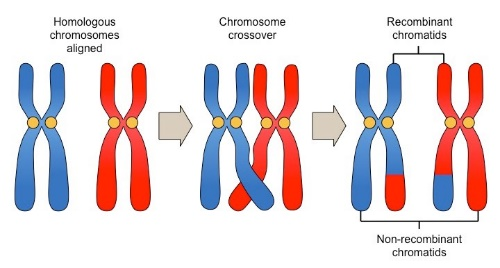 Homologous
chromosomes
aligned
Chromosome
crossover
Recombinant
chromatids
Non-recombinant
chromatids